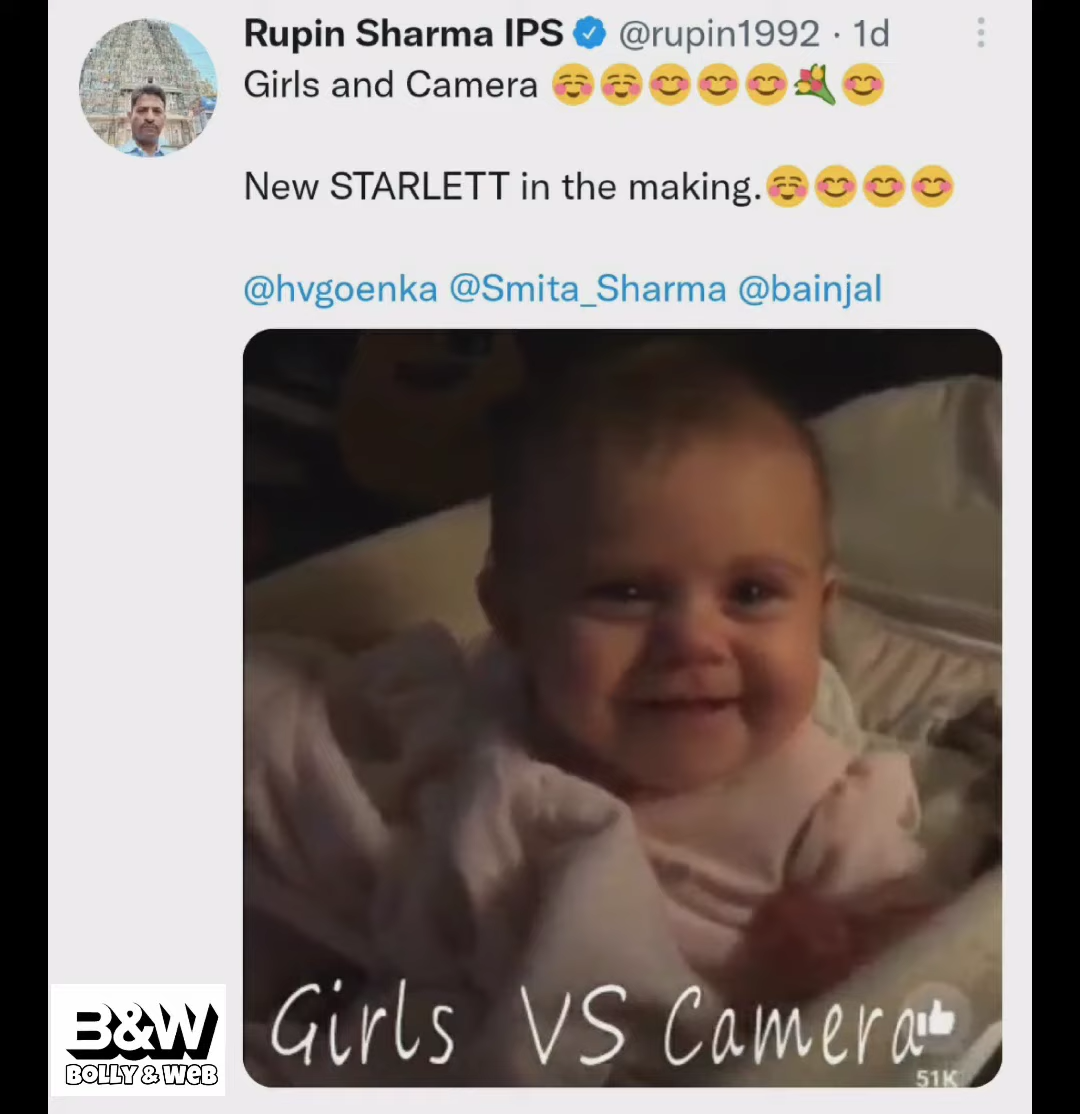 Rupin Sharma IPS @rupin1992 · 1d
Girls and Camera ☺️☺️😊😊😊💐😊
New STARLETT in the making.☺️😊😊😊
@hvgoenka @Smita_Sharma @bainjal
Girls VS Camera
51K
B&W
BOLLY & WEB